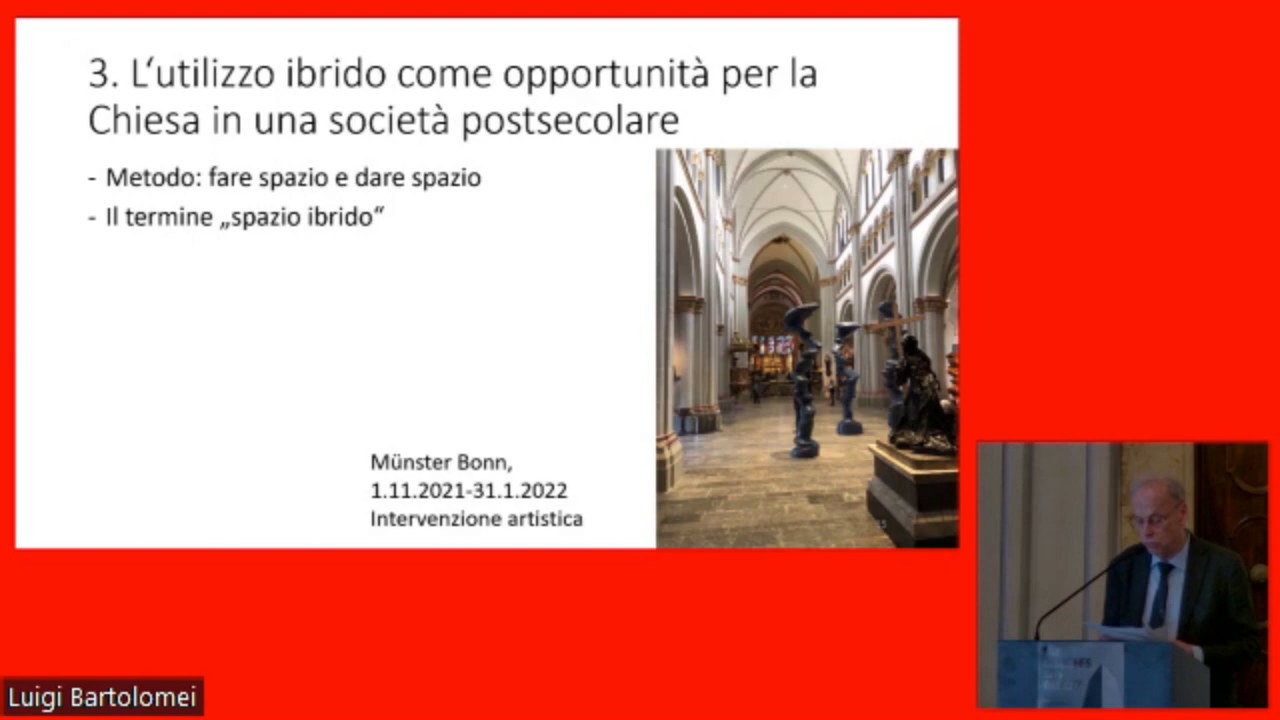 3. L‘utilizzo ibrido come opportunità per la
Chiesa in una società postsecolare
- Metodo: fare spazio e dare spazio
- Il termine „spazio ibrido“
Münster Bonn,
1.11.2021-31.1.2022
Intervenzione artistica
Luigi Bartolomei